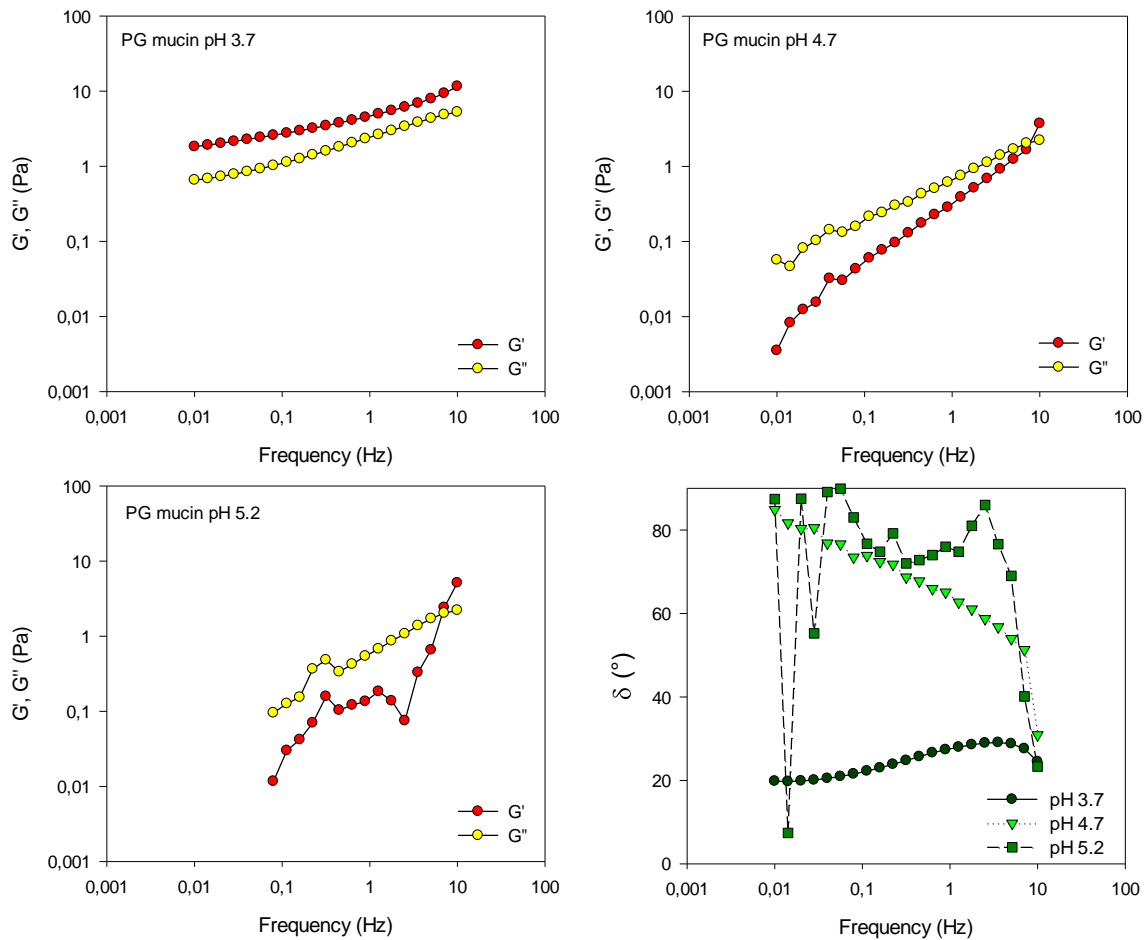 PG mucin pH 3.7
G', G'' (Pa)
100
10
1
0,1
0,01
0,001
0,001
0,01
0,1
1
10
100
Frequency (Hz)
G'
G''
PG mucin pH 4.7
G', G'' (Pa)
100
10
1
0,1
0,01
0,001
0,001
0,01
0,1
1
10
100
Frequency (Hz)
G'
G''
PG mucin pH 5.2
G', G'' (Pa)
100
10
1
0,1
0,01
0,001
0,001
0,01
0,1
1
10
100
Frequency (Hz)
G'
G''
δ (°)
80
60
40
20
0
0,001
0,01
0,1
1
10
100
Frequency (Hz)
pH 3.7
pH 4.7
pH 5.2